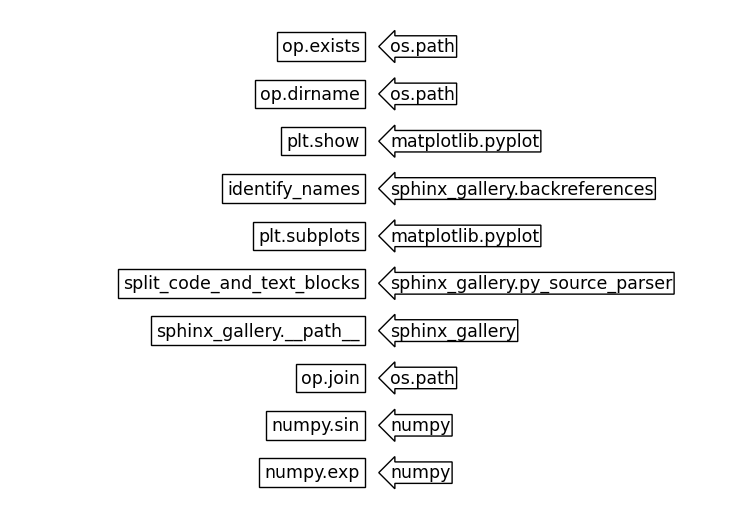 op.exists os.path
op.dirname os.path
plt.show matplotlib.pyplot
identify_names sphinx_gallery.backreferences
plt.subplots matplotlib.pyplot
split_code_and_text_blocks sphinx_gallery.py_source_parser
sphinx_gallery.__path__ sphinx_gallery
op.join os.path
numpy.sin numpy
numpy.exp numpy